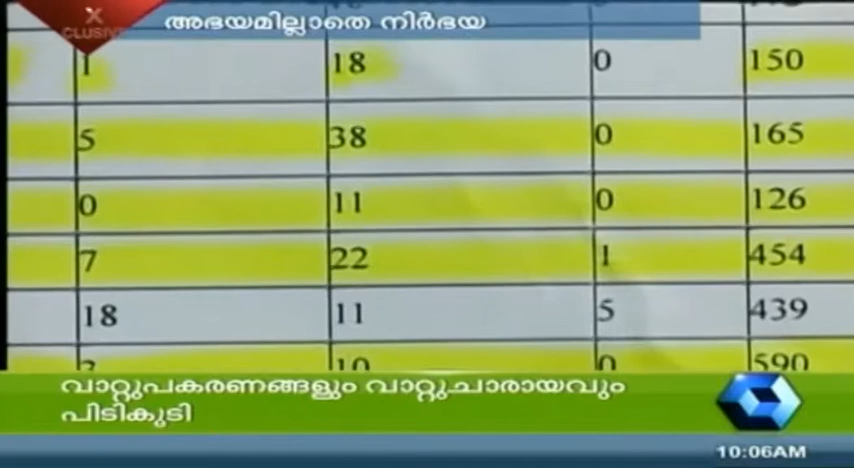 X
CLUSIVE
അഭയമില്ലാതെ നിർഭയ
1 18 0 150
5 38 0 165
0 11 0 126
7 22 1 454
18 11 5 439
3 10 0 590
വാറ്റുപകരണങ്ങളും വാറ്റുചാരായവും
പിടികൂടി
10:06AM